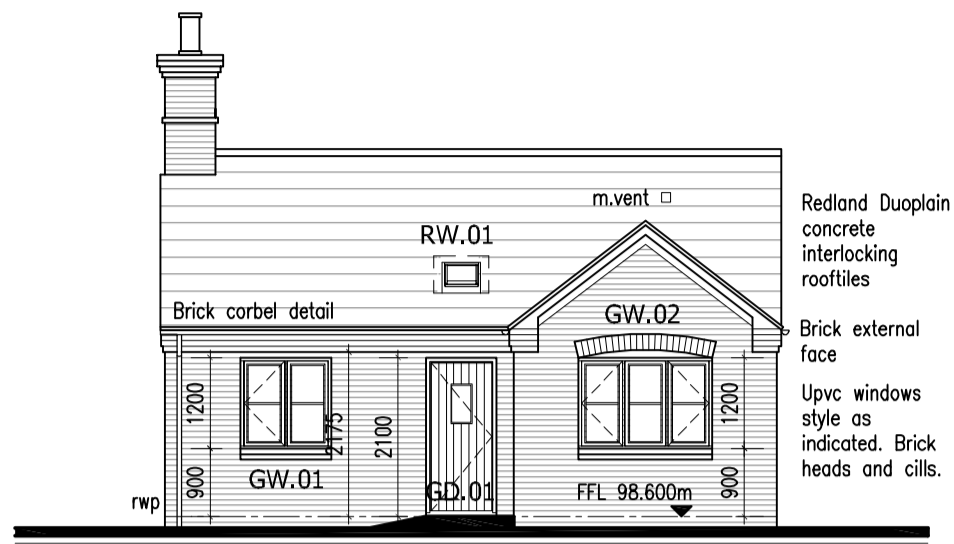 m.vent
Redland Duoplain
concrete
interlocking
rooftiles
RW.01
Brick corbel detail
GW.02
Brick external
face
1200
2175
2100
1200
Upvc windows
style as
indicated. Brick
heads and cills.
900
GW.01
GD.01
FFL 98.600m
900
rwp